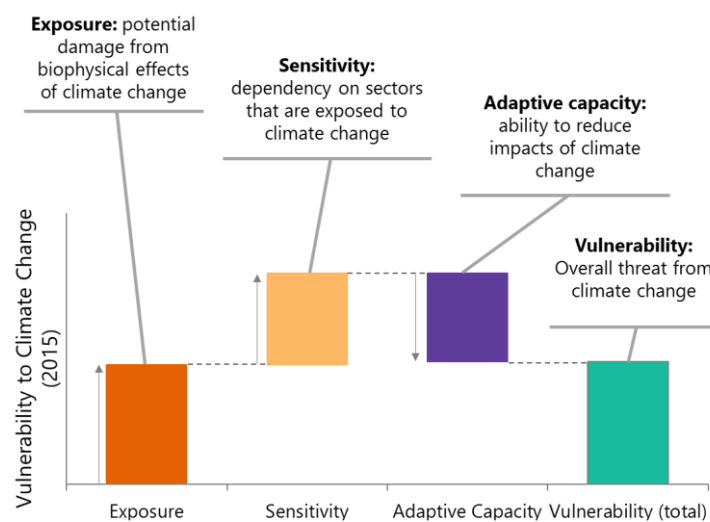 Exposure: potential
damage from
biophysical effects
of climate change
Sensitivity:
dependency on sectors
that are exposed to
climate change
Adaptive capacity:
ability to reduce
impacts of climate
change
Vulnerability:
Overall threat from
climate change
Vulnerability to Climate Change
(2015)
Exposure
Sensitivity
Adaptive Capacity
Vulnerability (total)